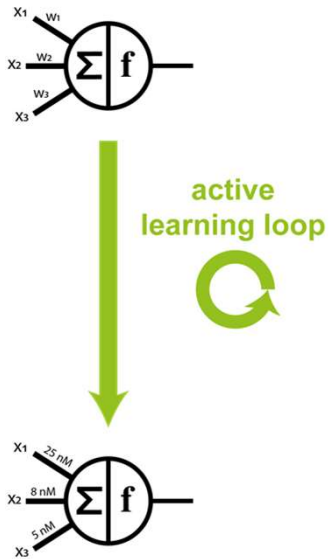 X1
W1
X2
W2
Σ
f
W3
X3
active
learning loop
X1
25 nM
X2
8 nM
Σ
f
5 nM
X3